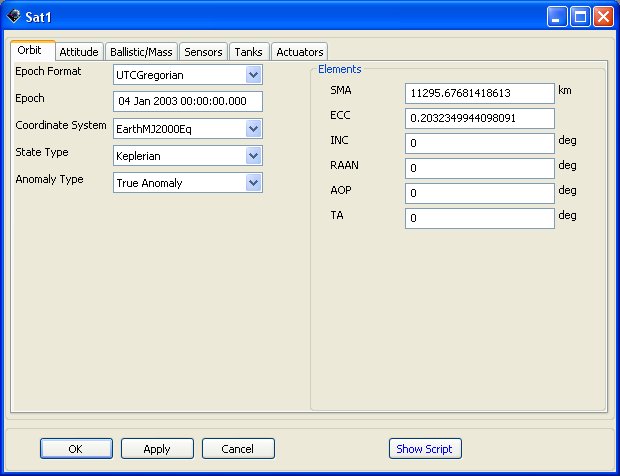 Sat1
Orbit Attitude Ballistic/Mass Sensors Tanks Actuators
Epoch Format UTCGregorian
Epoch 04 Jan 2003 00:00:00.000
Coordinate System EarthMJ2000Eq
State Type Keplerian
Anomaly Type True Anomaly
Elements
SMA 11295.67681418613 km
ECC 0.2032349944098091
INC 0 deg
RAAN 0 deg
AOP 0 deg
TA 0 deg
OK Apply Cancel Show Script